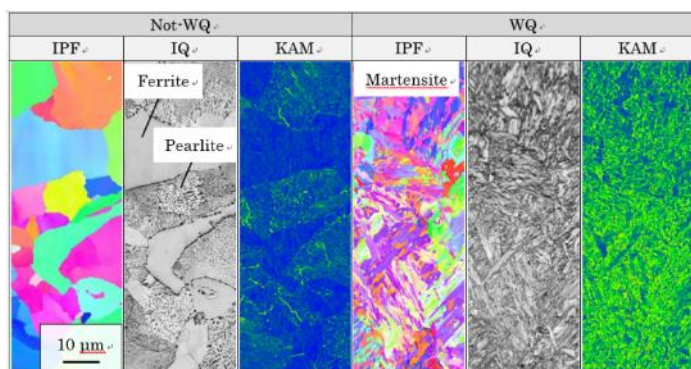 Not-WQ WQ
IPF IQ KAM IPF IQ KAM
Ferrite Martensite
Pearlite
10 µm